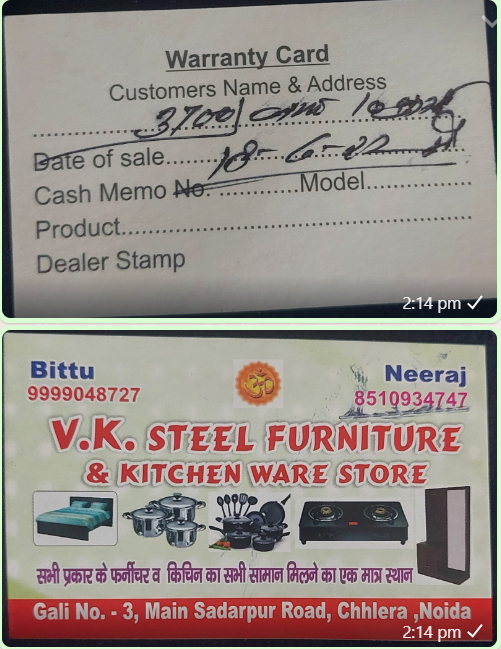 Warranty Card
Customers Name & Address
3700/
Date of sale..........18-6-22
Cash Memo No. ..............Model..................
Product............................................................
Dealer Stamp
2:14 pm
Bittu
9999048727
Neeraj
8510934747
V.K. STEEL FURNITURE
& KITCHEN WARE STORE
सभी प्रकार के फर्नीचर व किचिन का सभी सामान मिलने का एक मात्र स्थान
Gali No. - 3, Main Sadarpur Road, Chhlera ,Noida
2:14 pm